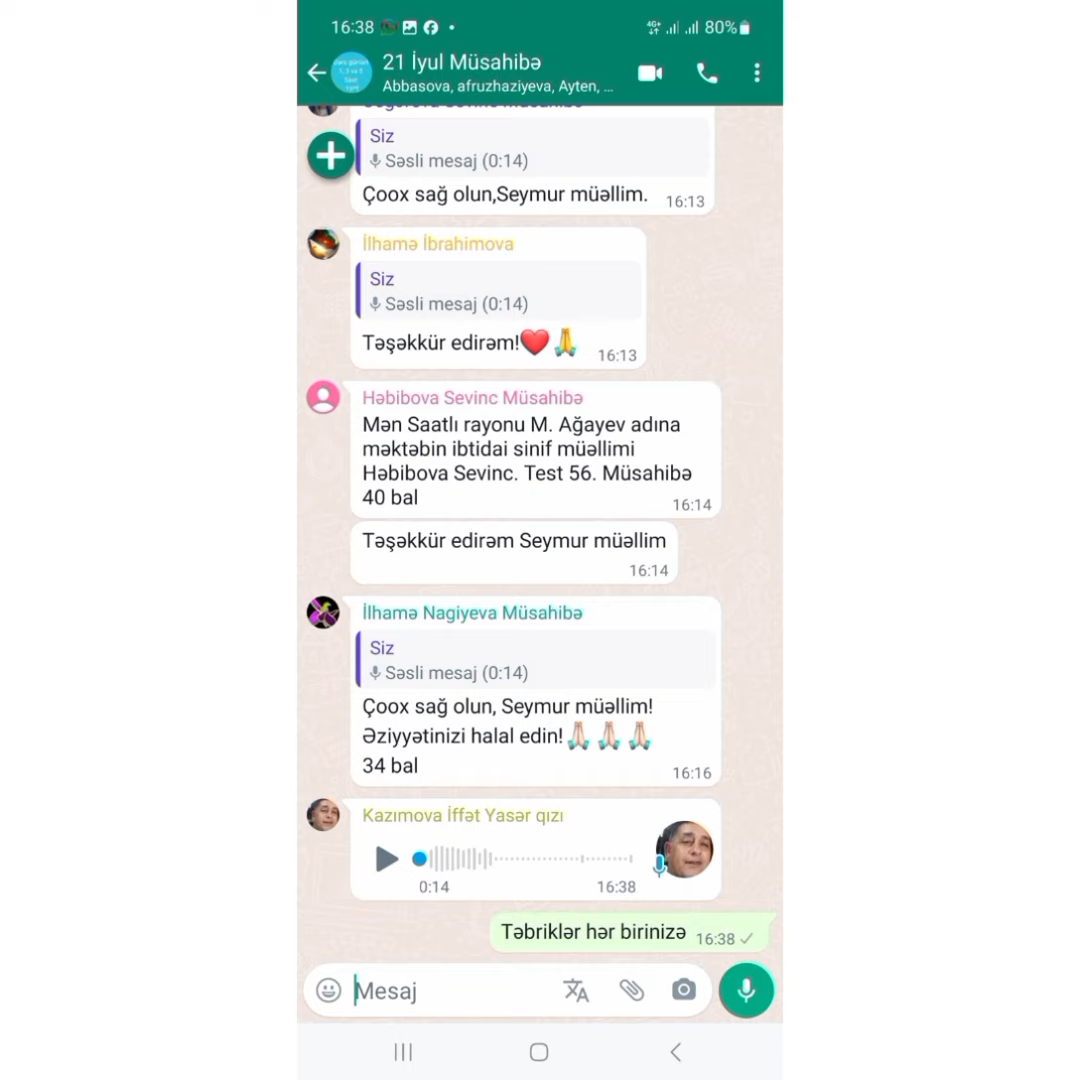 16:38
4G+ 80%
21 İyul Müsahibə
Abbasova, afruzhaziyeva, Ayten, ...
Siz
Səsli mesaj (0:14)
Çoox sağ olun,Seymur müəllim. 16:13
İlhamə İbrahimova
Siz
Səsli mesaj (0:14)
Təşəkkür edirəm!❤️🙏 16:13
Həbibova Sevinc Müsahibə
Mən Saatlı rayonu M. Ağayev adına
məktəbin ibtidai sinif müəllimi
Həbibova Sevinc. Test 56. Müsahibə
40 bal 16:14
Təşəkkür edirəm Seymur müəllim
16:14
İlhamə Nagiyeva Müsahibə
Siz
Səsli mesaj (0:14)
Çoox sağ olun, Seymur müəllim!
Əziyyətinizi halal edin!🙏🏻🙏🏻🙏🏻
34 bal 16:16
Kazımova İffət Yasər qızı
0:14 16:38
Təbriklər hər birinizə 16:38
Mesaj